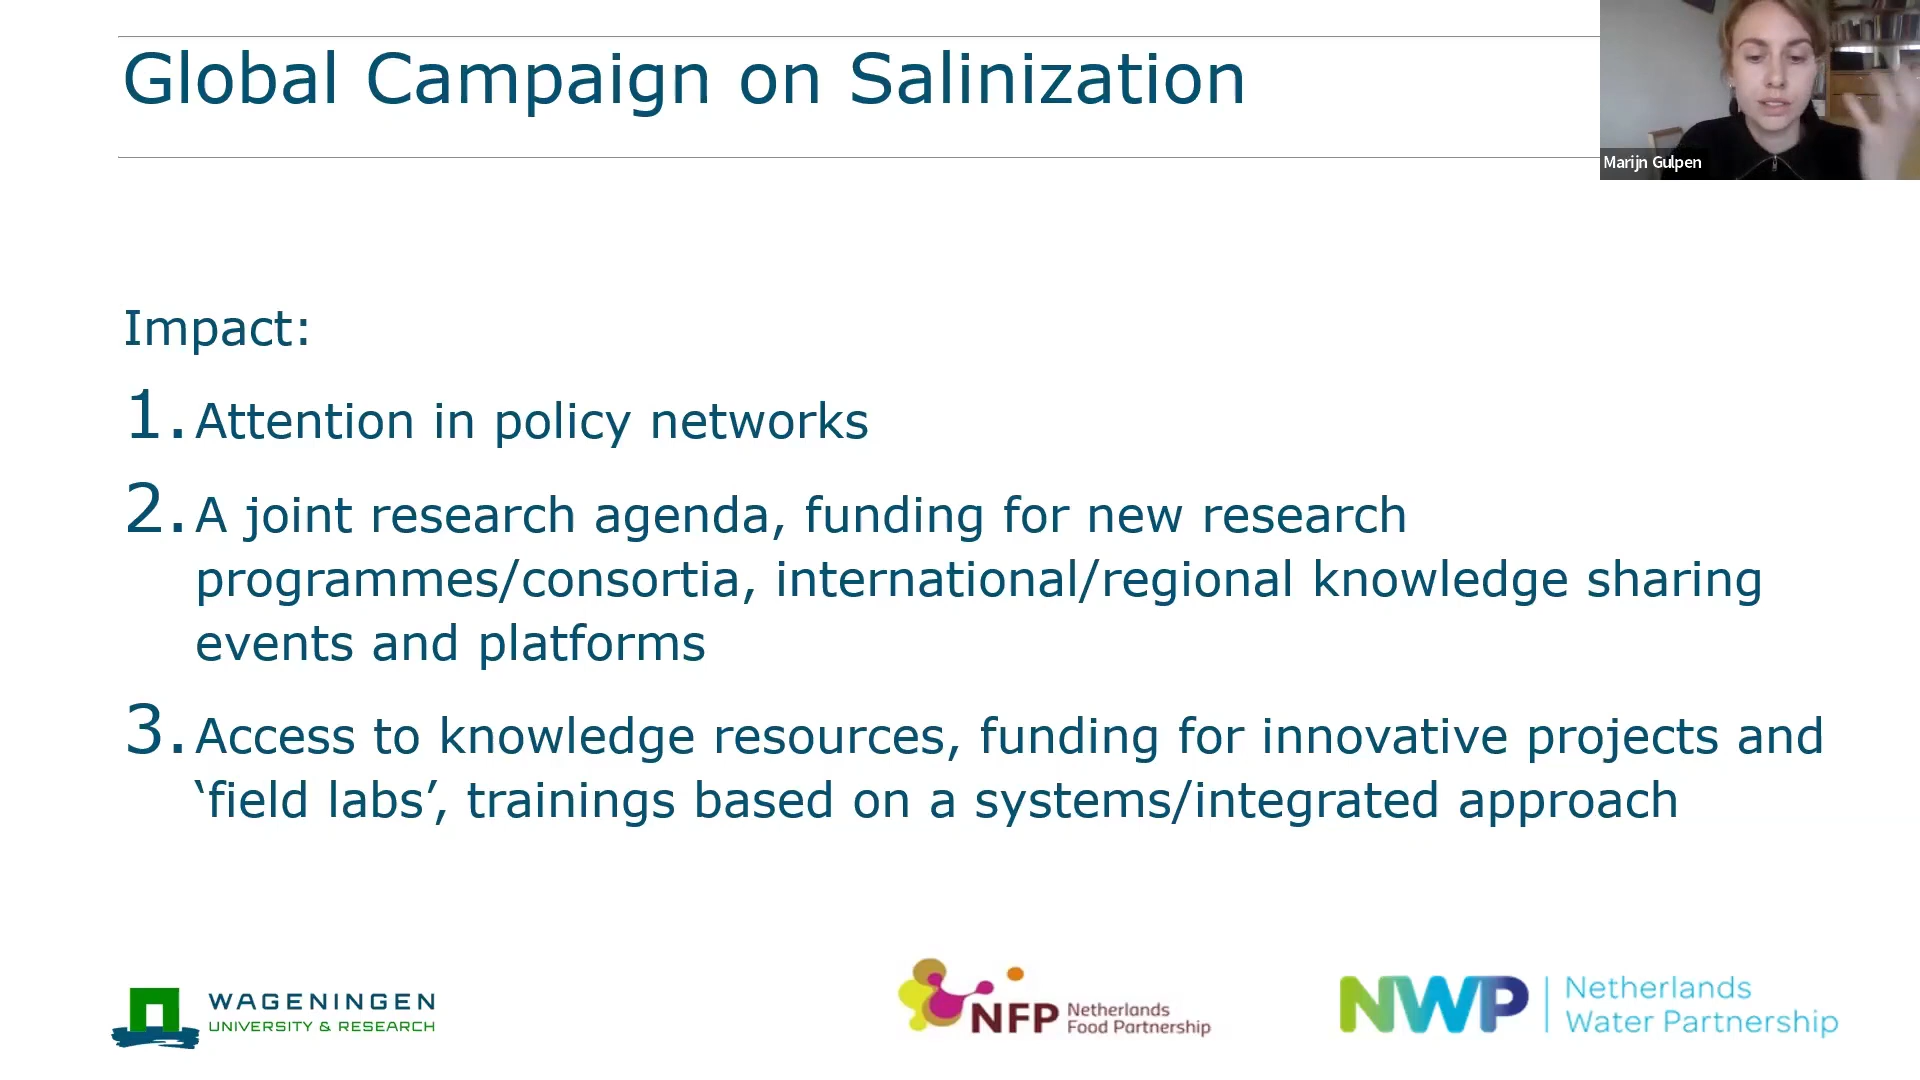 Global Campaign on Salinization
Marijn Gulpen
Impact:
1. Attention in policy networks
2. A joint research agenda, funding for new research
programmes/consortia, international/regional knowledge sharing
events and platforms
3. Access to knowledge resources, funding for innovative projects and
‘field labs’, trainings based on a systems/integrated approach
WAGENINGEN
UNIVERSITY & RESEARCH
NFP Netherlands
Food Partnership
NWP Netherlands
Water Partnership